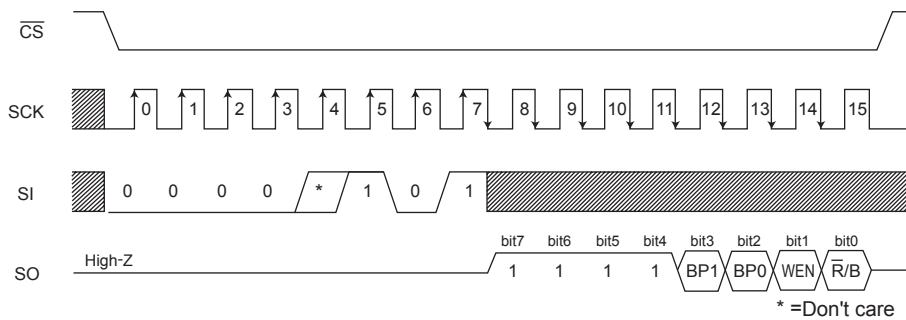 CS
SCK 0 1 2 3 4 5 6 7 8 9 10 11 12 13 14 15
SI 0 0 0 0 * 1 0 1
bit7 bit6 bit5 bit4 bit3 bit2 bit1 bit0
SO High-Z 1 1 1 1 BP1 BP0 WEN R̅/B
* =Don't care